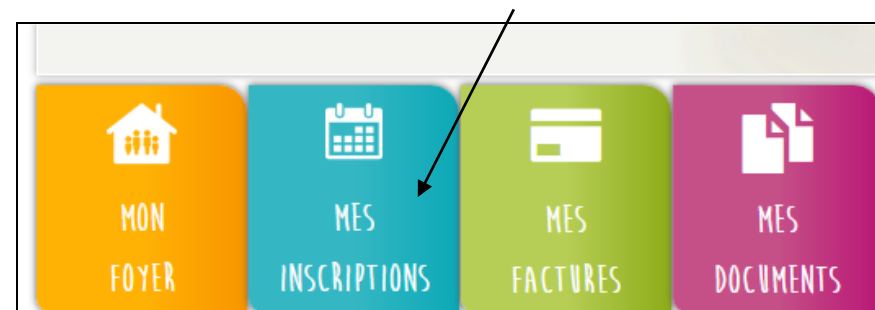 MON
FOYER
MES
INSCRIPTIONS
MES
FACTURES
MES
DOCUMENTS